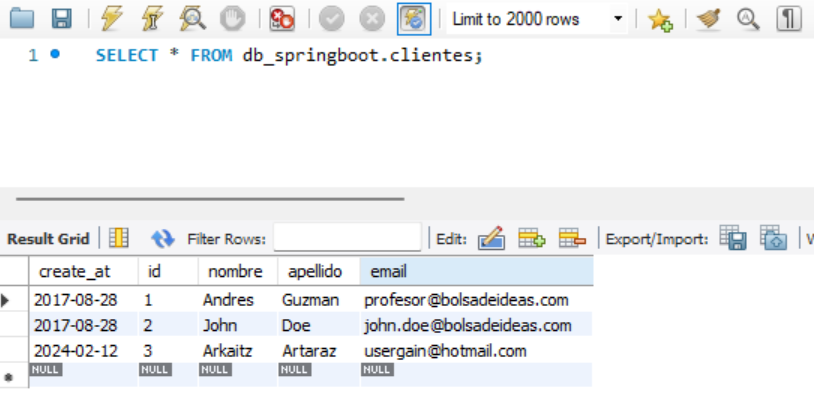 Limit to 2000 rows
1 SELECT * FROM db_springboot.clientes;
Result Grid Filter Rows: Edit: Export/Import: W
create_at id nombre apellido email
2017-08-28 1 Andres Guzman profesor@bolsadeideas.com
2017-08-28 2 John Doe john.doe@bolsadeideas.com
2024-02-12 3 Arkaitz Artaraz usergain@hotmail.com
NULL NULL NULL NULL NULL